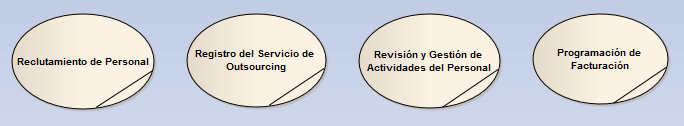 Reclutamiento de Personal
Registro del Servicio de
Outsourcing
Revisión y Gestión de
Actividades del Personal
Programación de
Facturación